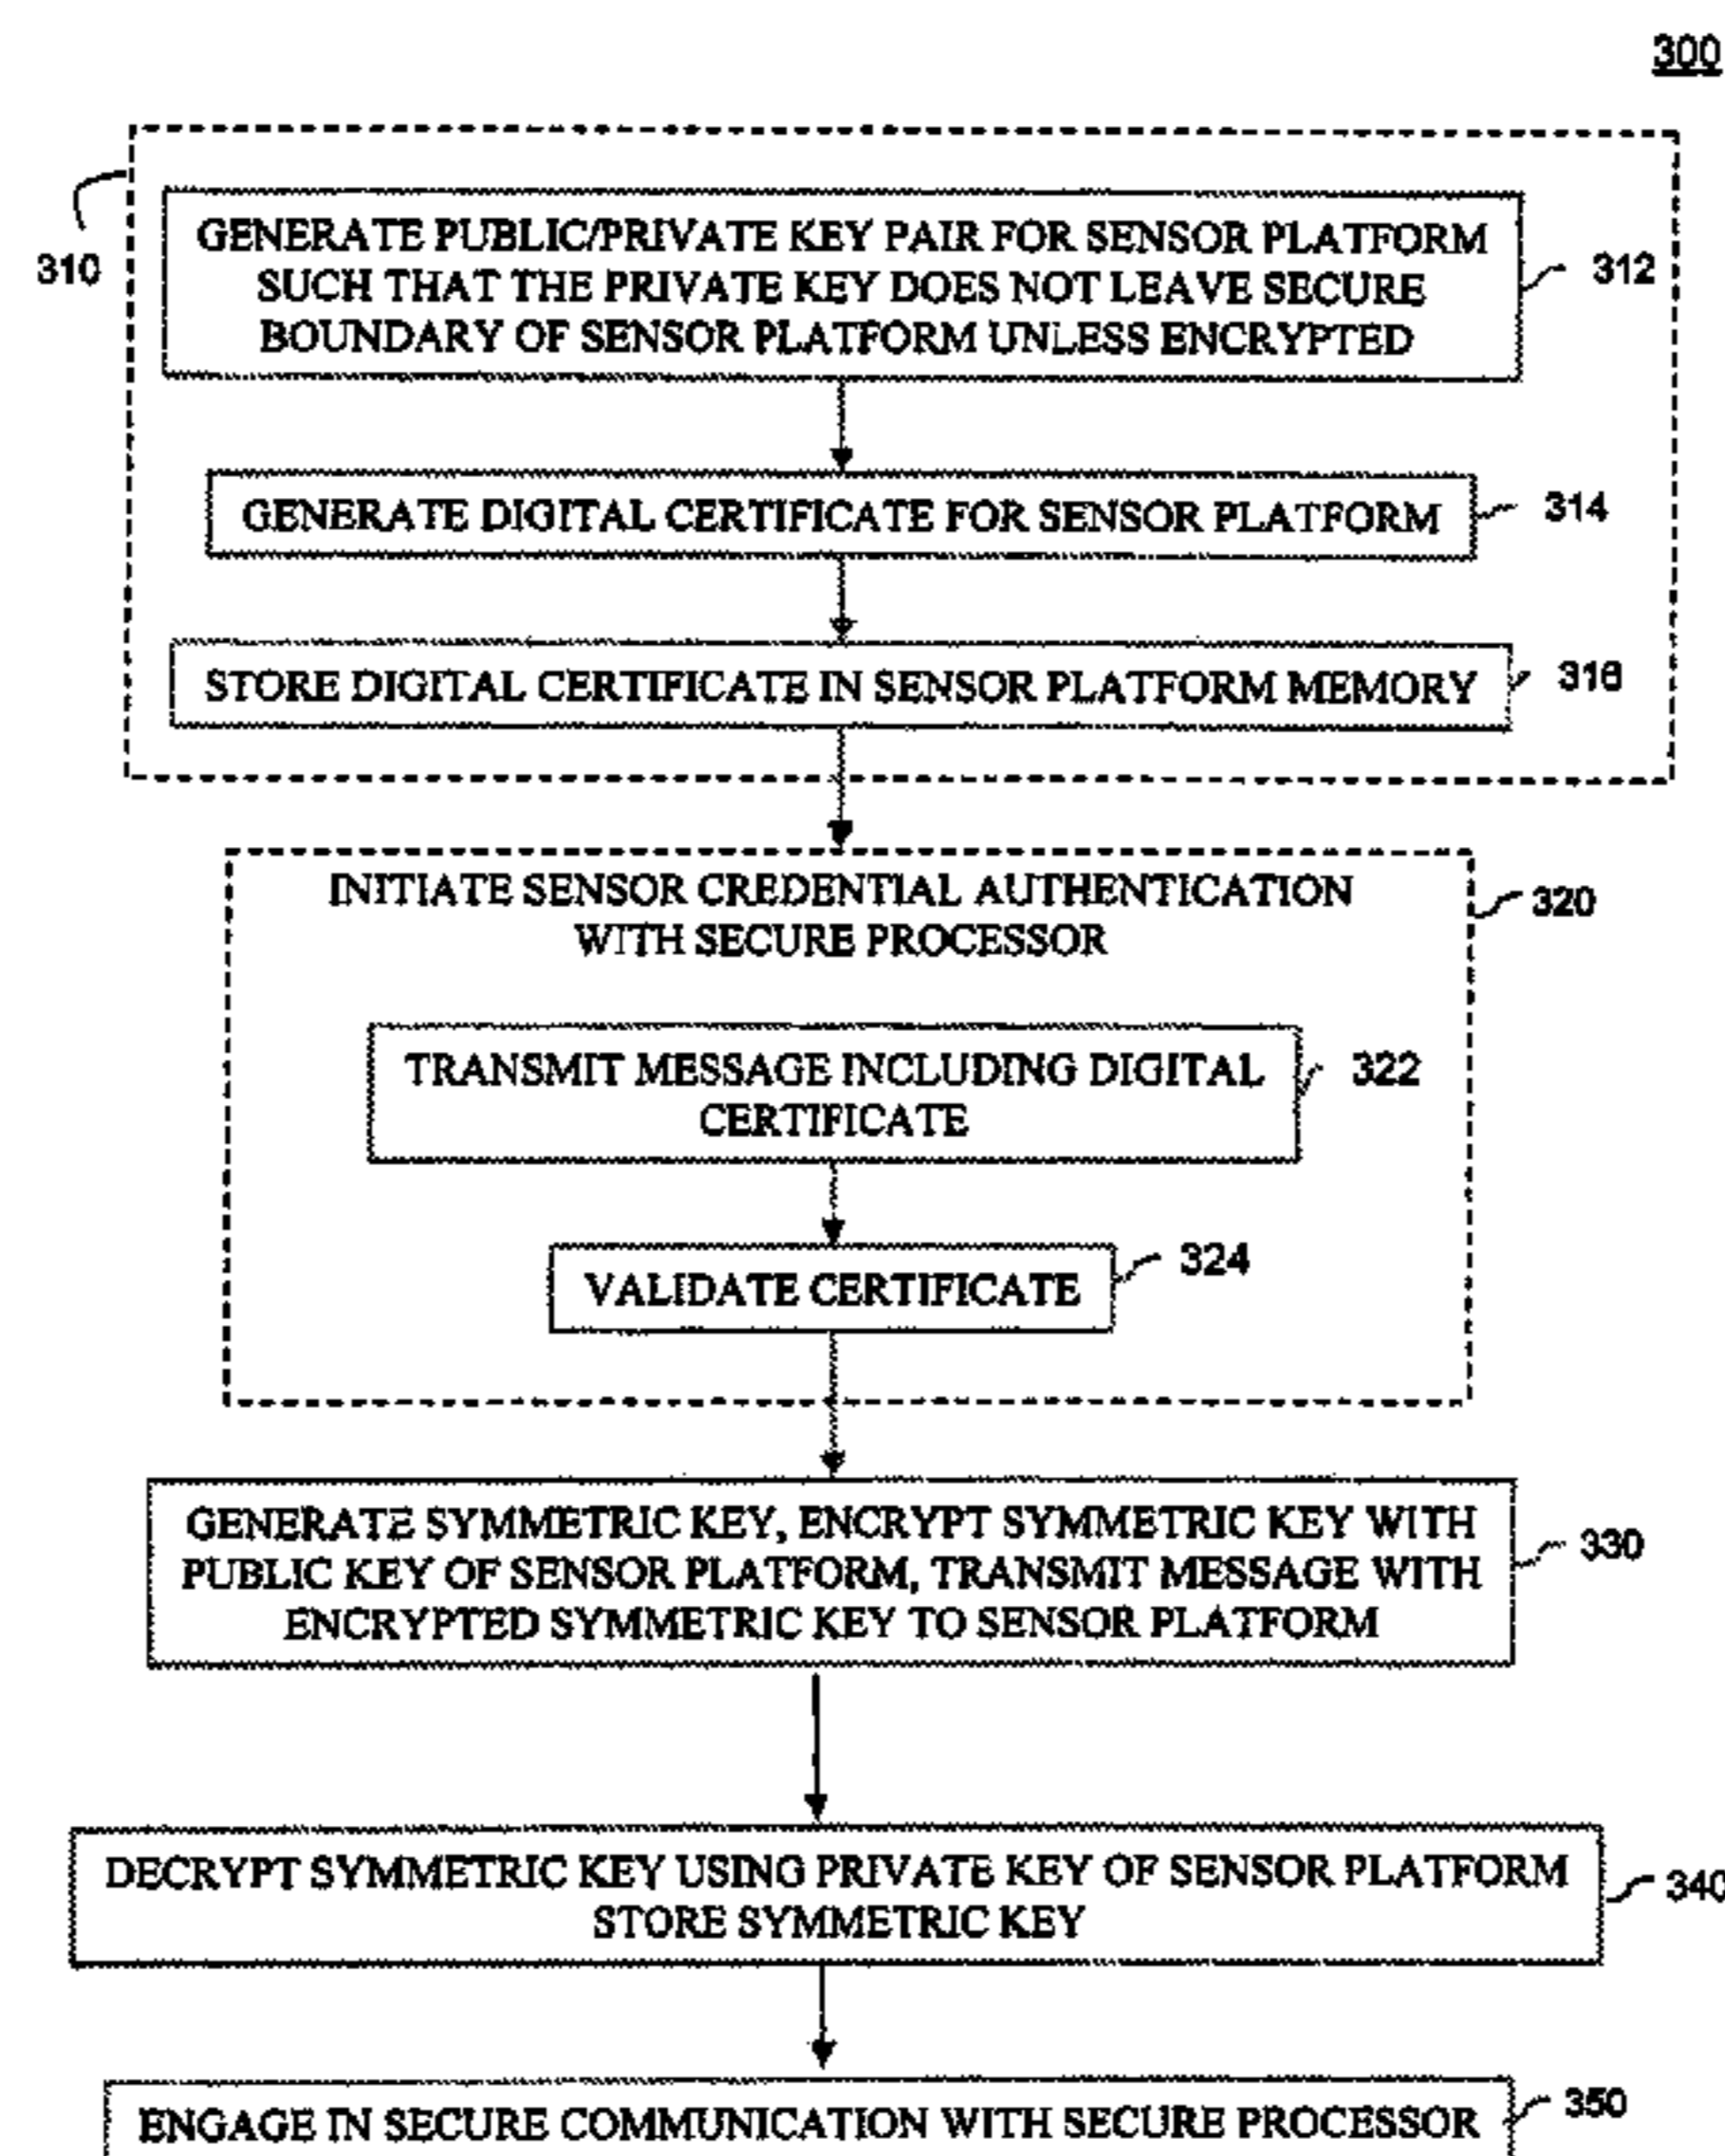 300
310
GENERATE PUBLIC/PRIVATE KEY PAIR FOR SENSOR PLATFORM
SUCH THAT THE PRIVATE KEY DOES NOT LEAVE SECURE
BOUNDARY OF SENSOR PLATFORM UNLESS ENCRYPTED
312
GENERATE DIGITAL CERTIFICATE FOR SENSOR PLATFORM
314
STORE DIGITAL CERTIFICATE IN SENSOR PLATFORM MEMORY
316
INITIATE SENSOR CREDENTIAL AUTHENTICATION
WITH SECURE PROCESSOR
320
TRANSMIT MESSAGE INCLUDING DIGITAL
CERTIFICATE
322
VALIDATE CERTIFICATE
324
GENERATE SYMMETRIC KEY, ENCRYPT SYMMETRIC KEY WITH
PUBLIC KEY OF SENSOR PLATFORM, TRANSMIT MESSAGE WITH
ENCRYPTED SYMMETRIC KEY TO SENSOR PLATFORM
330
DECRYPT SYMMETRIC KEY USING PRIVATE KEY OF SENSOR PLATFORM
STORE SYMMETRIC KEY
340
ENGAGE IN SECURE COMMUNICATION WITH SECURE PROCESSOR
350